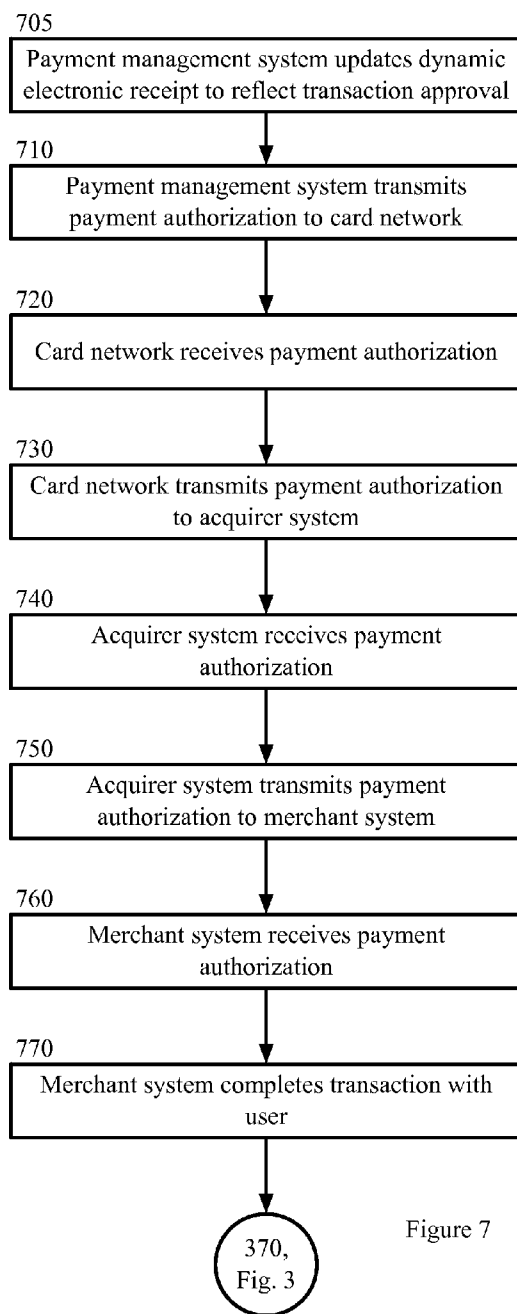 705
Payment management system updates dynamic
electronic receipt to reflect transaction approval
710
Payment management system transmits
payment authorization to card network
720
Card network receives payment authorization
730
Card network transmits payment authorization
to acquirer system
740
Acquirer system receives payment
authorization
750
Acquirer system transmits payment
authorization to merchant system
760
Merchant system receives payment
authorization
770
Merchant system completes transaction with
user
370,
Fig. 3
Figure 7